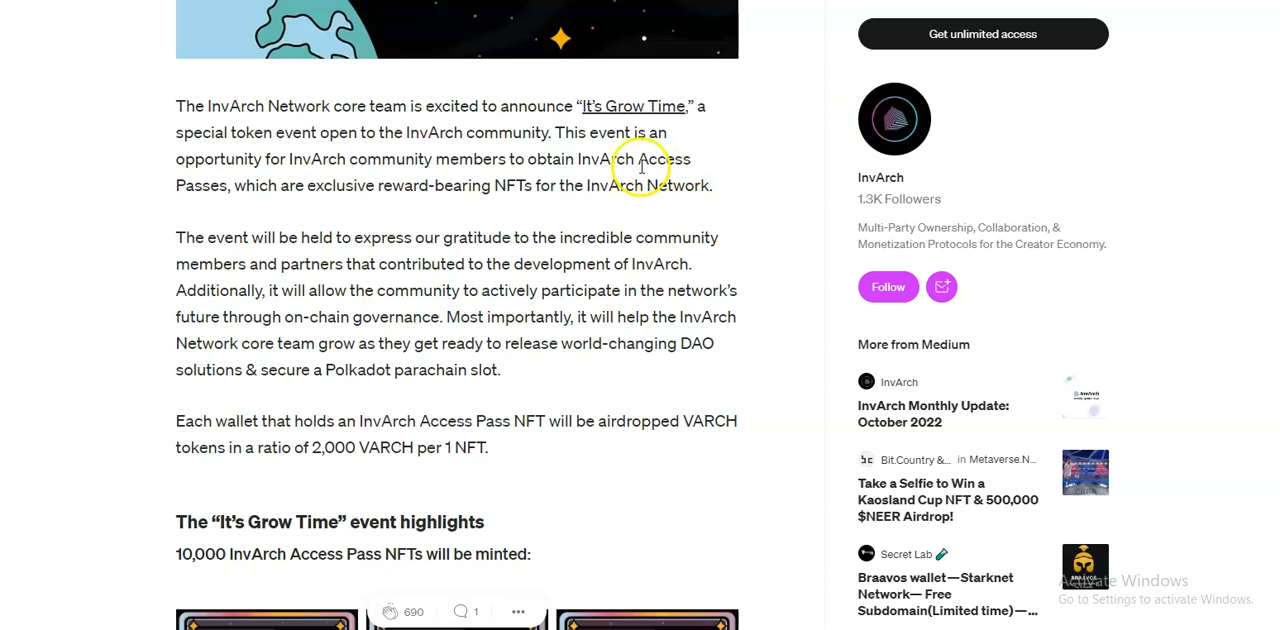 The InvArch Network core team is excited to announce “It’s Grow Time,” a
special token event open to the InvArch community. This event is an
opportunity for InvArch community members to obtain InvArch Access
Passes, which are exclusive reward-bearing NFTs for the InvArch Network.
The event will be held to express our gratitude to the incredible community
members and partners that contributed to the development of InvArch.
Additionally, it will allow the community to actively participate in the network’s
future through on-chain governance. Most importantly, it will help the InvArch
Network core team grow as they get ready to release world-changing DAO
solutions & secure a Polkadot parachain slot.
Each wallet that holds an InvArch Access Pass NFT will be airdropped VARCH
tokens in a ratio of 2,000 VARCH per 1 NFT.
The “It’s Grow Time” event highlights
10,000 InvArch Access Pass NFTs will be minted:
690 1
Get unlimited access
InvArch
1.3K Followers
Multi-Party Ownership, Collaboration, &
Monetization Protocols for the Creator Economy.
Follow
More from Medium
InvArch
InvArch Monthly Update:
October 2022
Bit.Country &... in Metaverse.N...
Take a Selfie to Win a
Kaosland Cup NFT & 500,000
$NEER Airdrop!
Secret Lab
Braavos wallet—Starknet
Network— Free
Subdomain(Limited time) —...
Activate Windows
Go to Settings to activate Windows.